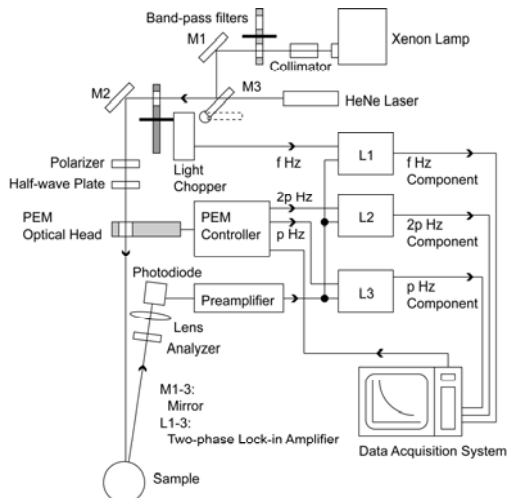 Band-pass filters
M1
Xenon Lamp
Collimator
M2
M3
HeNe Laser
Polarizer
Light
Chopper
f Hz
L1
f Hz
Component
Half-wave Plate
2p Hz
L2
2p Hz
Component
PEM
Optical Head
PEM
Controller
p Hz
L3
p Hz
Component
Photodiode
Preamplifier
Lens
Analyzer
M1-3:
Mirror
L1-3:
Two-phase Lock-in Amplifier
Data Acquisition System
Sample